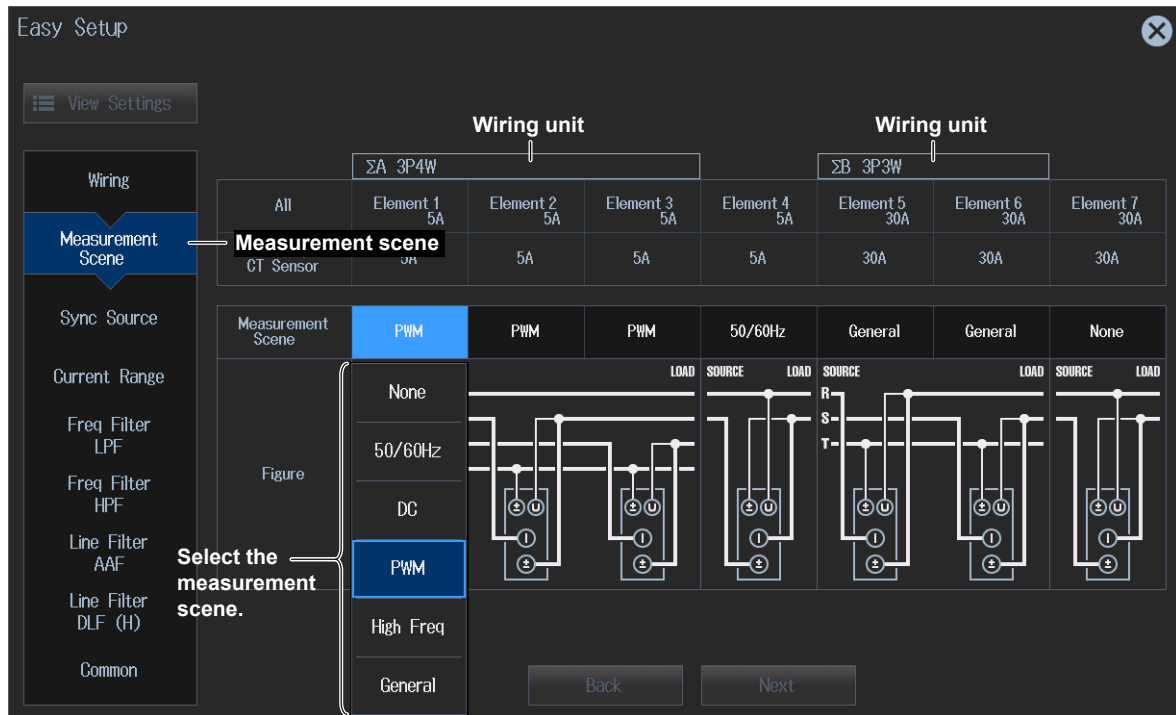 Easy Setup
View Settings
Wiring unit
Wiring unit
ΣA 3P4W
ΣB 3P3W
Wiring
Measurement
Scene
Sync Source
Current Range
Freq Filter
LPF
Freq Filter
HPF
Line Filter
AAF
Line Filter
DLF (H)
Common
Measurement scene
All
Element 1
5A
Element 2
5A
Element 3
5A
Element 4
5A
Element 5
30A
Element 6
30A
Element 7
30A
CT Sensor
5A
5A
5A
5A
30A
30A
30A
Measurement
Scene
PWM
PWM
PWM
50/60Hz
General
General
None
Figure
None
50/60Hz
DC
PWM
High Freq
General
Select the
measurement
scene.
LOAD
SOURCE LOAD
SOURCE LOAD
SOURCE LOAD
R
S
T
± U
I
±
± U
I
±
± U
I
±
± U
I
±
± U
I
±
± U
I
±
Back
Next